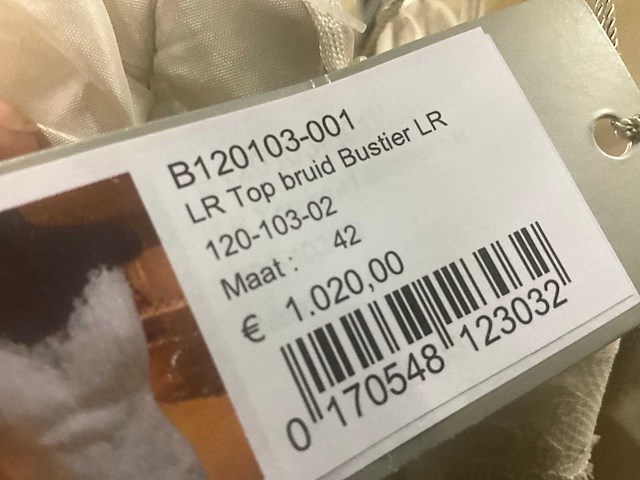 B120103-001
LR Top bruid Bustier LR
120-103-02
Maat : 42
€ 1.020,00
0 170548 123032